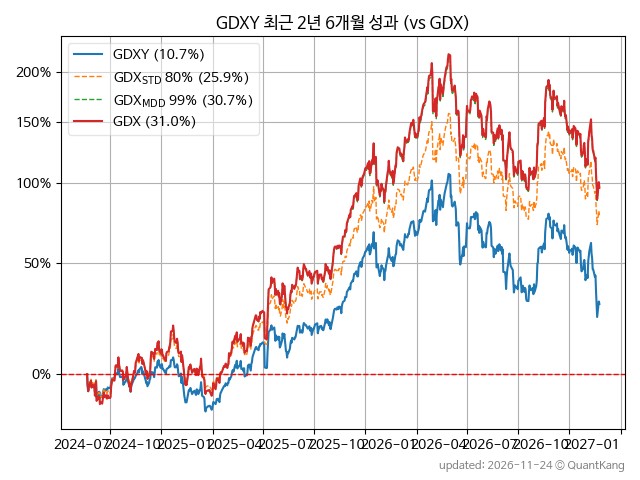 GDXY 최근 2년 6개월 성과 (vs GDX)
GDXY (10.7%)
GDX_STD 80% (25.9%)
GDX_MDD 99% (30.7%)
GDX (31.0%)
200%
150%
100%
50%
0%
2024-07 2024-10 2025-01 2025-04 2025-07 2025-10 2026-01 2026-04 2026-07 2026-10 2027-01
updated: 2026-11-24 © QuantKang